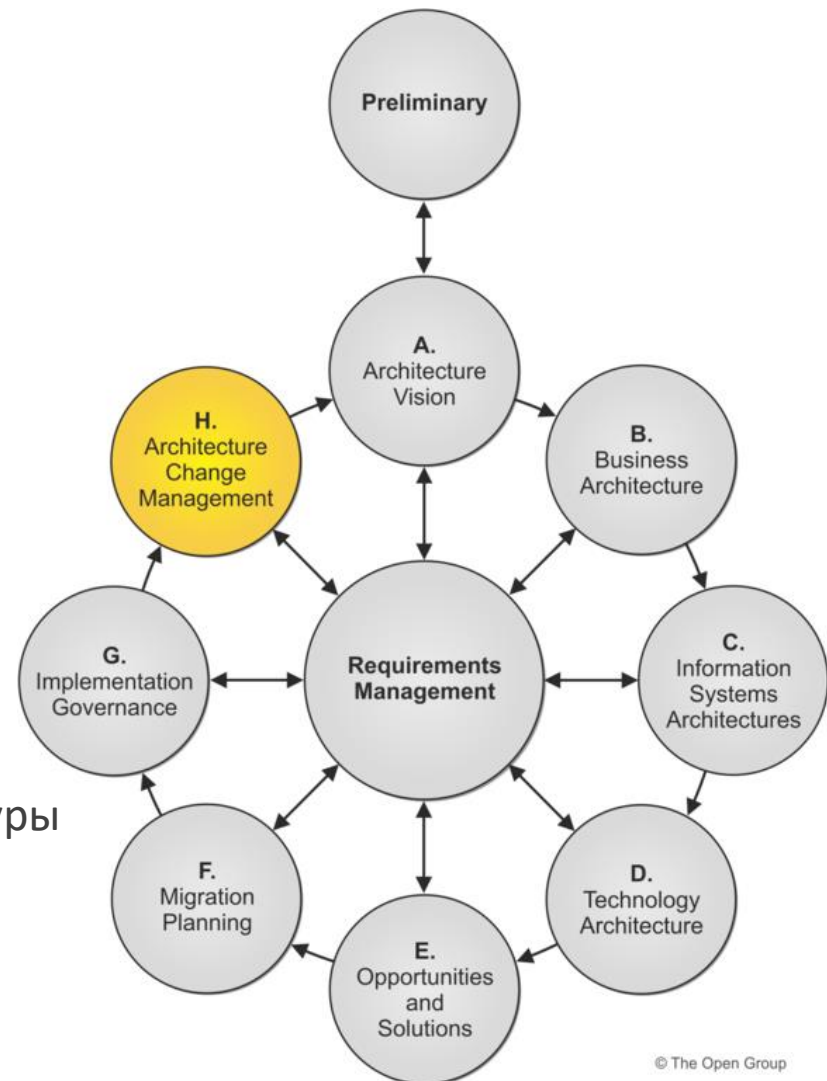 Preliminary
A.
Architecture
Vision
H.
Architecture
Change
Management
B.
Business
Architecture
G.
Implementation
Governance
Requirements
Management
C.
Information
Systems
Architectures
уры
F.
Migration
Planning
D.
Technology
Architecture
E.
Opportunities
and
Solutions
© The Open Group